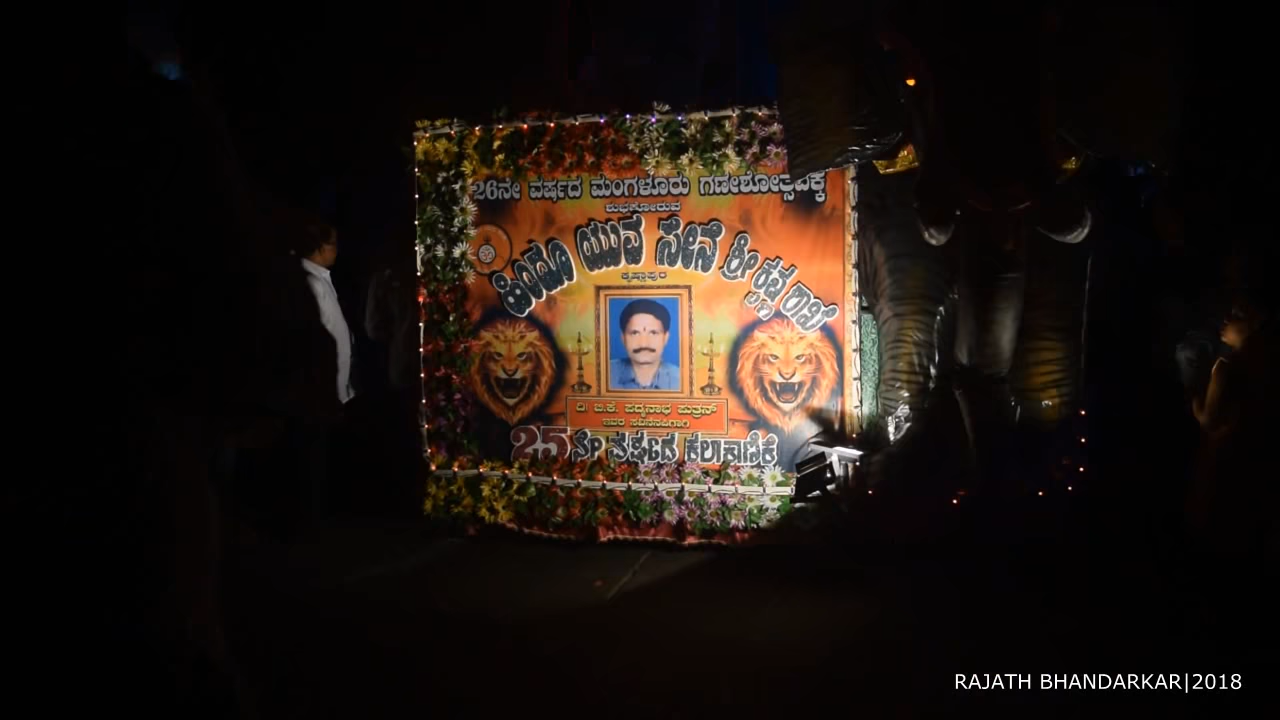 26ನೇ ವರ್ಷದ ಮಂಗಳೂರು ಗಣೇಶೋತ್ಸವಕ್ಕೆ
ಶುಭಕೋರುವ
ಹಿಂದೂ ಯುವ ಸೇನೆ ಶ್ರೀ ಕೃಷ್ಣ ಶಾಖೆ
ಕೃಷ್ಣಾಪುರ
ದಿ| ಬಿ.ಕೆ. ಪದ್ಮನಾಭ ಪುತ್ರನ್
ಇವರ ಸವಿನೆನಪಿಗಾಗಿ
25ನೇ ವರ್ಷದ ಕಲಾಕಾಣಿಕೆ
RAJATH BHANDARKAR|2018